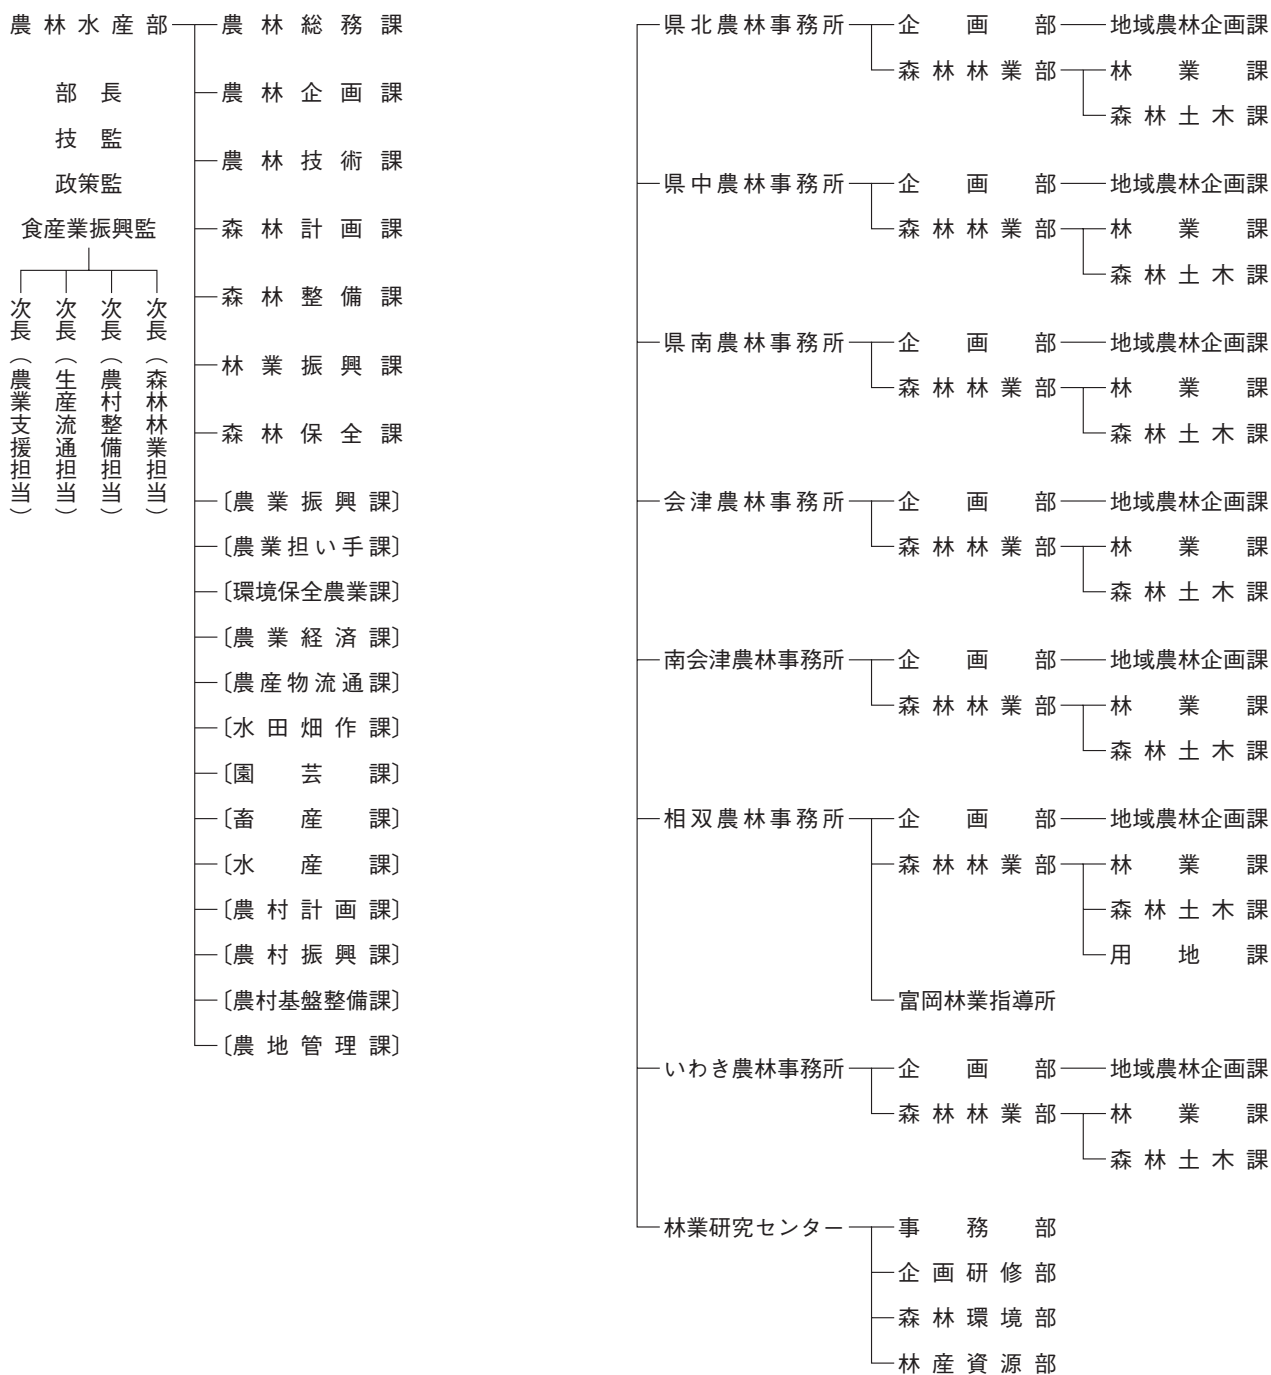 農林水産部
部長
技監
政策監
食産業振興監
次長（農業支援担当）
次長（生産流通担当）
次長（農村整備担当）
次長（森林林業担当）
農林総務課
農林企画課
農林技術課
森林計画課
森林整備課
林業振興課
森林保全課
〔農業振興課〕
〔農業担い手課〕
〔環境保全農業課〕
〔農業経済課〕
〔農産物流通課〕
〔水田畑作課〕
〔園芸課〕
〔畜産課〕
〔水産課〕
〔農村計画課〕
〔農村振興課〕
〔農村基盤整備課〕
〔農地管理課〕
県北農林事務所 企画部 地域農林企画課
森林林業部 林業課
森林土木課
県中農林事務所 企画部 地域農林企画課
森林林業部 林業課
森林土木課
県南農林事務所 企画部 地域農林企画課
森林林業部 林業課
森林土木課
会津農林事務所 企画部 地域農林企画課
森林林業部 林業課
森林土木課
南会津農林事務所 企画部 地域農林企画課
森林林業部 林業課
森林土木課
相双農林事務所 企画部 地域農林企画課
森林林業部 林業課
森林土木課
用地課
富岡林業指導所
いわき農林事務所 企画部 地域農林企画課
森林林業部 林業課
森林土木課
林業研究センター 事務部
企画研修部
森林環境部
林産資源部